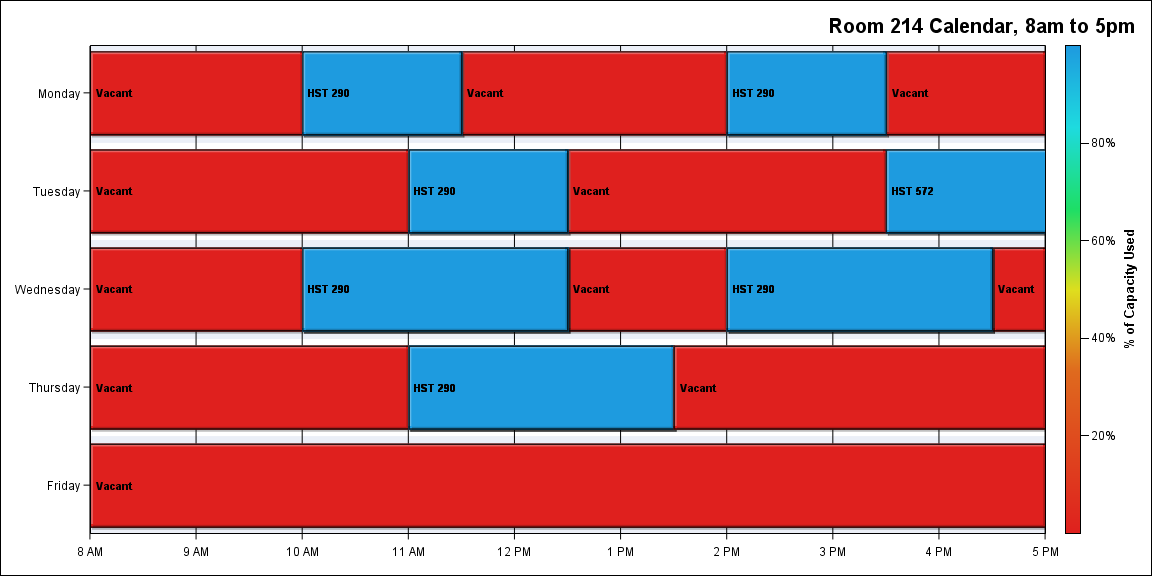 Room 214 Calendar, 8am to 5pm
Monday
Vacant
HST 290
Vacant
HST 290
Vacant
Tuesday
Vacant
HST 290
Vacant
HST 572
Wednesday
Vacant
HST 290
Vacant
HST 290
Vacant
Thursday
Vacant
HST 290
Vacant
Friday
Vacant
8 AM
9 AM
10 AM
11 AM
12 PM
1 PM
2 PM
3 PM
4 PM
5 PM
80%
60%
40%
20%
% of Capacity Used